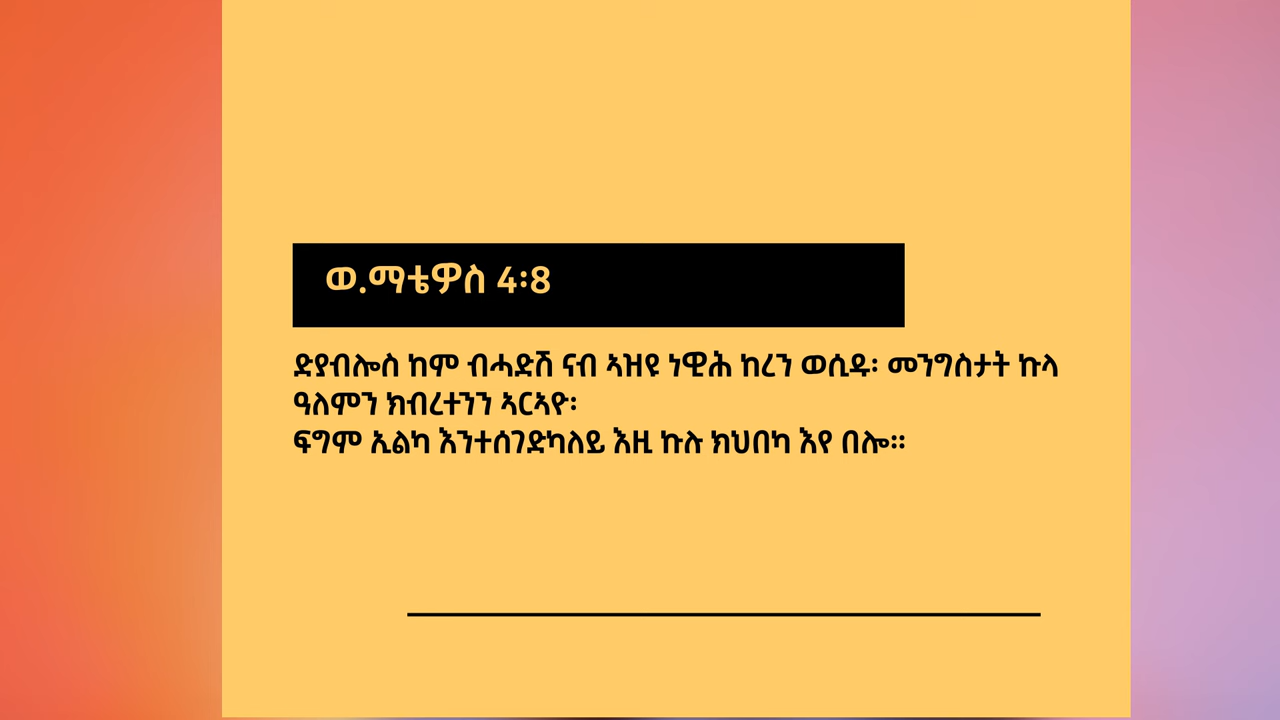 ወ.ማቴዎስ 4፡8
ድያብሎስ ከም ብሓድሽ ናብ ኣዝዩ ነዊሕ ከረን ወሲዱ፡ መንግስታት ኩላ
ዓለምን ክብረተንን ኣርኣዮ፡
ፍግም ኢልካ እንተሰገድካለይ እዚ ኩሉ ክህበካ እየ በሎ።